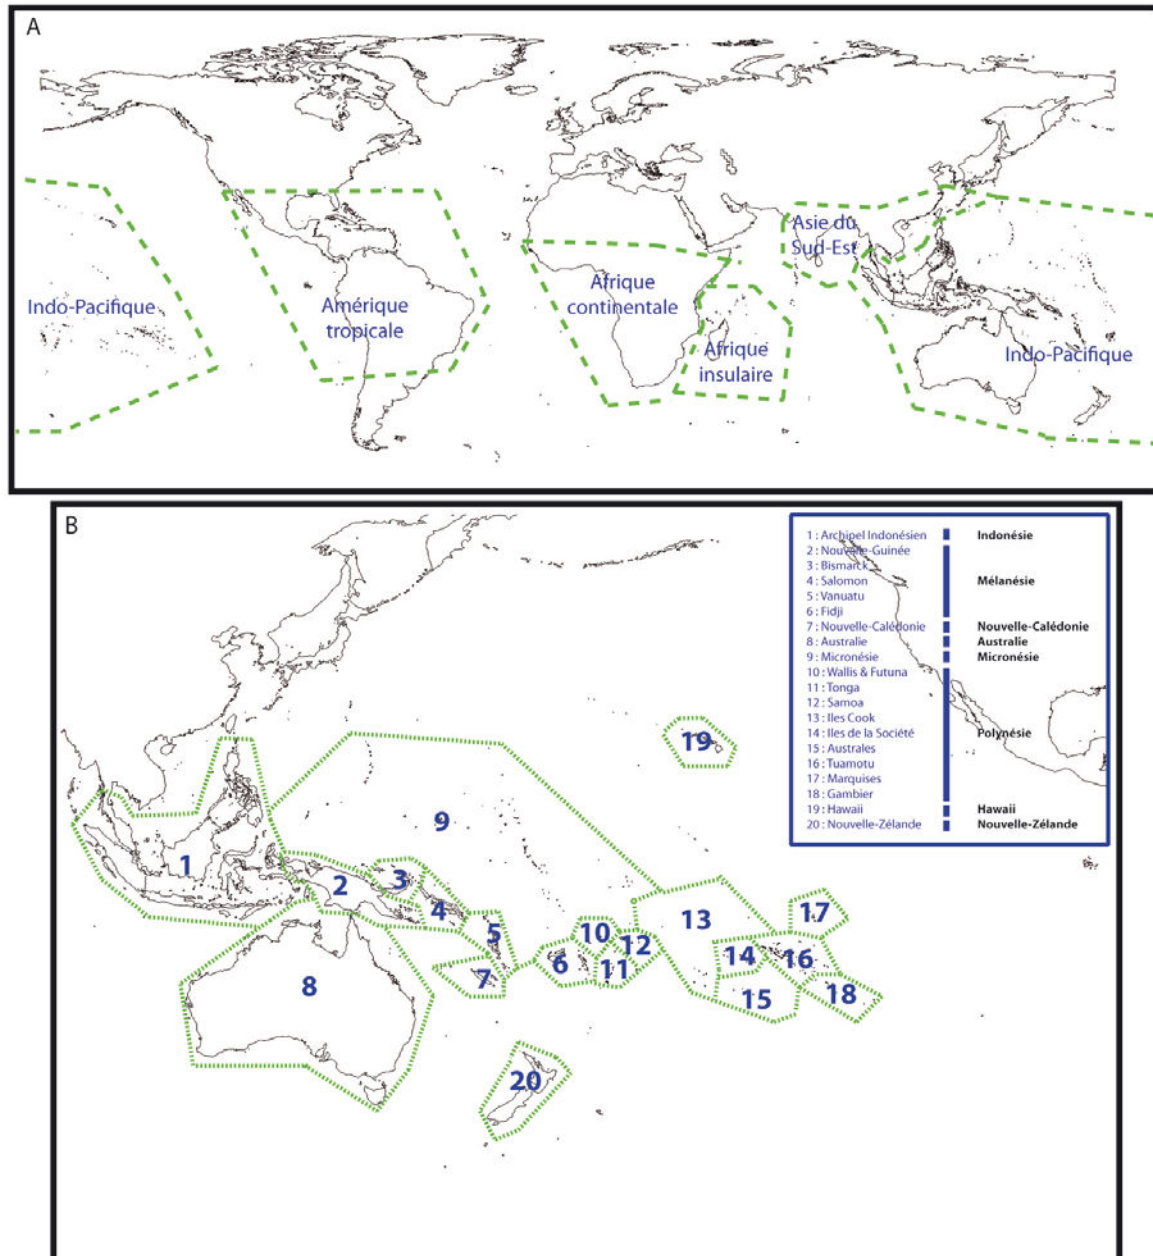 A
Asie du
Sud-Est
Indo-Pacifique
Amérique
tropicale
Afrique
continentale
Afrique
insulaire
Indo-Pacifique
B
1 : Archipel Indonésien Indonésie
2 : Nouvelle-Guinée
3 : Bismarck
4 : Salomon Mélanésie
5 : Vanuatu
6 : Fidji
7 : Nouvelle-Calédonie Nouvelle-Calédonie
8 : Australie Australie
9 : Micronésie Micronésie
10 : Wallis & Futuna
11 : Tonga
12 : Samoa
13 : Iles Cook
14 : Iles de la Société Polynésie
15 : Australes
16 : Tuamotu
17 : Marquises
18 : Gambier
19 : Hawaii Hawaii
20 : Nouvelle-Zélande Nouvelle-Zélande
19
9
1
2
3
4
5
6
7
8
10
11
12
13
14
15
16
17
18
20